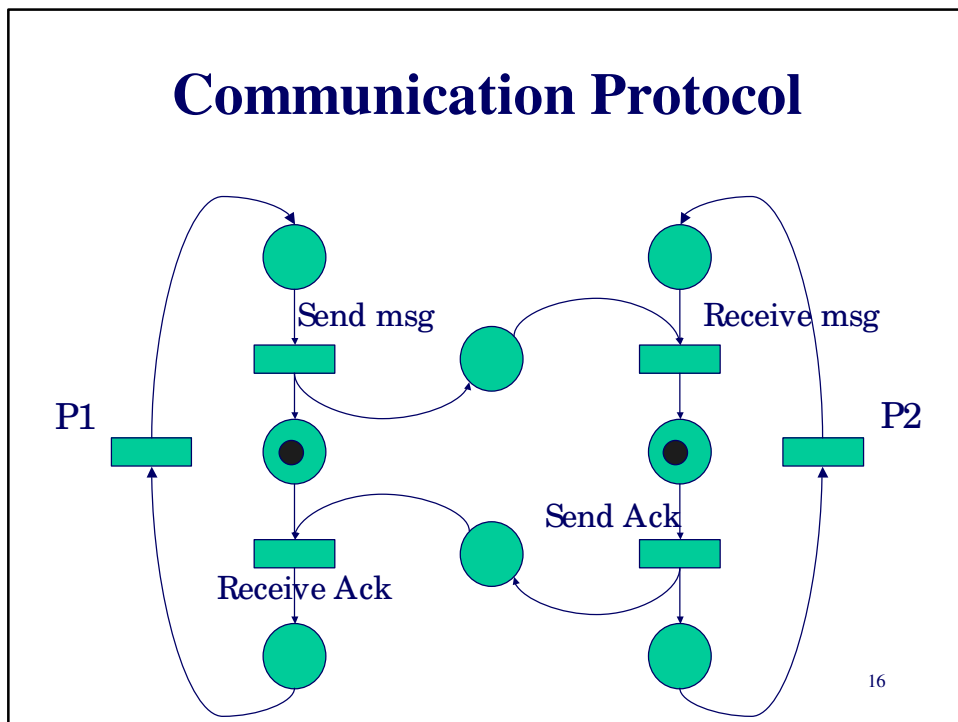 Communication Protocol
Send msg
Receive msg
P1
P2
Send Ack
Receive Ack
16